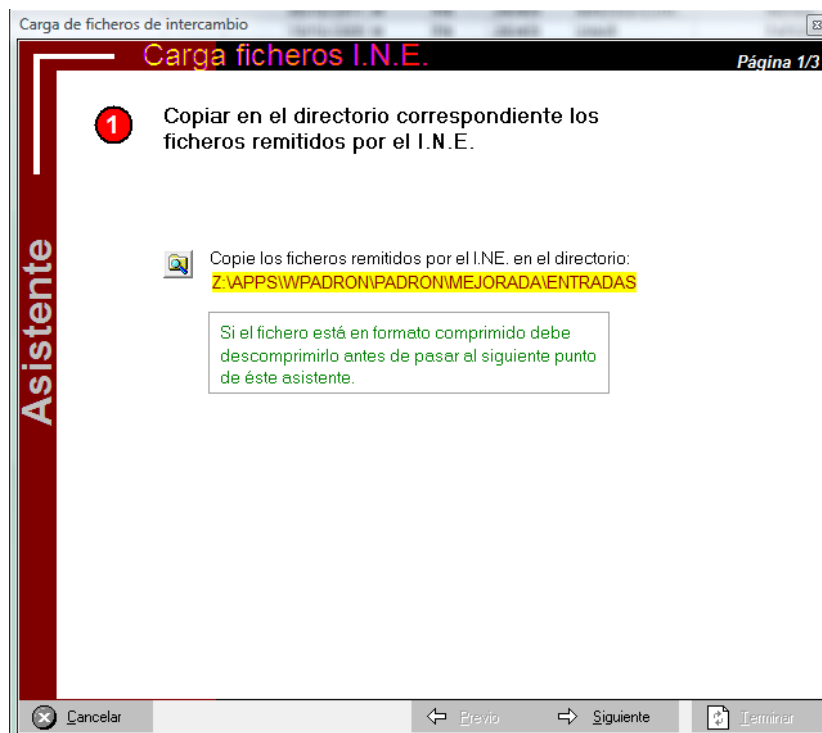 Carga de ficheros de intercambio
Carga ficheros I.N.E.
Página 1/3
1
Copiar en el directorio correspondiente los
ficheros remitidos por el I.N.E.
Asistente
Copie los ficheros remitidos por el I.NE. en el directorio:
Z:\APPS\WPADRON\PADRON\MEJORADA\ENTRADAS
Si el fichero está en formato comprimido debe
descomprimirlo antes de pasar al siguiente punto
de éste asistente.
Cancelar
Previo
Siguiente
Terminar